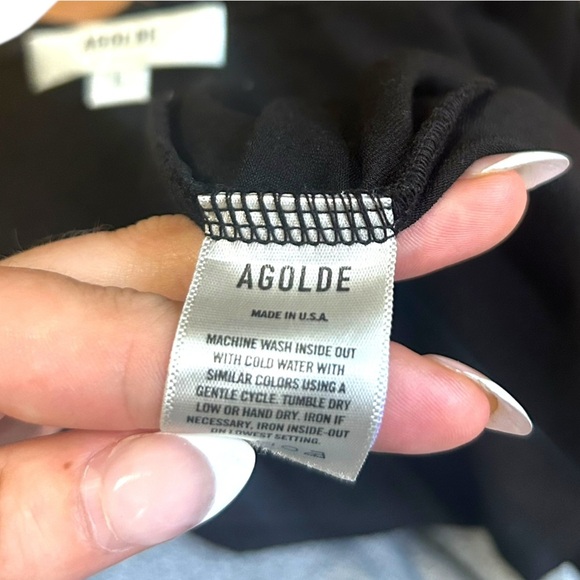 AGOLDE
AGOLDE
MADE IN U.S.A.
MACHINE WASH INSIDE OUT
WITH COLD WATER WITH
SIMILAR COLORS USING A
GENTLE CYCLE. TUMBLE DRY
LOW OR HAND DRY. IRON IF
NECESSARY, IRON INSIDE-OUT
ON LOWEST SETTING.